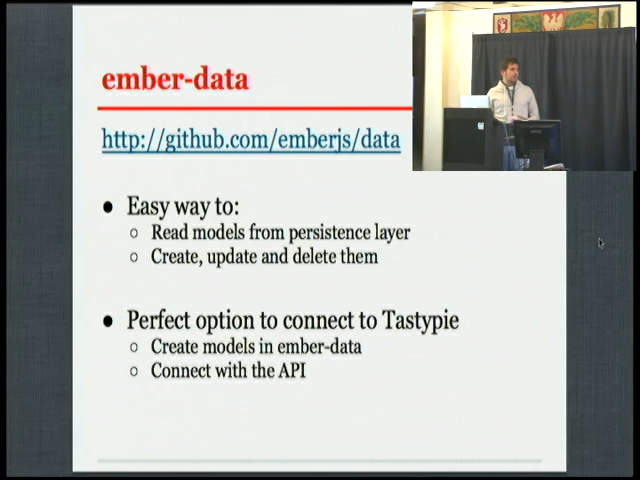 ember-data
http://github.com/emberjs/data
● Easy way to:
○ Read models from persistence layer
○ Create, update and delete them
● Perfect option to connect to Tastypie
○ Create models in ember-data
○ Connect with the API